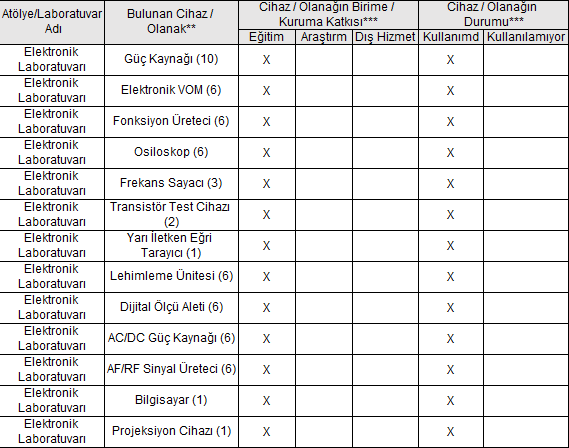 Atölye/Laboratuvar Adı Bulunan Cihaz / Olanak** Cihaz / Olanağın Birime / Kuruma Katkısı*** Cihaz / Olanağın Durumu***
Eğitim Araştırm Dış Hizmet Kullanımd Kullanılamıyor
Elektronik Laboratuvarı Güç Kaynağı (10) X X
Elektronik Laboratuvarı Elektronik VOM (6) X X
Elektronik Laboratuvarı Fonksiyon Üreteci (6) X X
Elektronik Laboratuvarı Osiloskop (6) X X
Elektronik Laboratuvarı Frekans Sayacı (3) X X
Elektronik Laboratuvarı Transistör Test Cihazı (2) X X
Elektronik Laboratuvarı Yarı İletken Eğri Tarayıcı (1) X X
Elektronik Laboratuvarı Lehimleme Ünitesi (6) X X
Elektronik Laboratuvarı Dijital Ölçü Aleti (6) X X
Elektronik Laboratuvarı AC/DC Güç Kaynağı (6) X X
Elektronik Laboratuvarı AF/RF Sinyal Üreteci (6) X X
Elektronik Laboratuvarı Bilgisayar (1) X X
Elektronik Laboratuvarı Projeksiyon Cihazı (1) X X